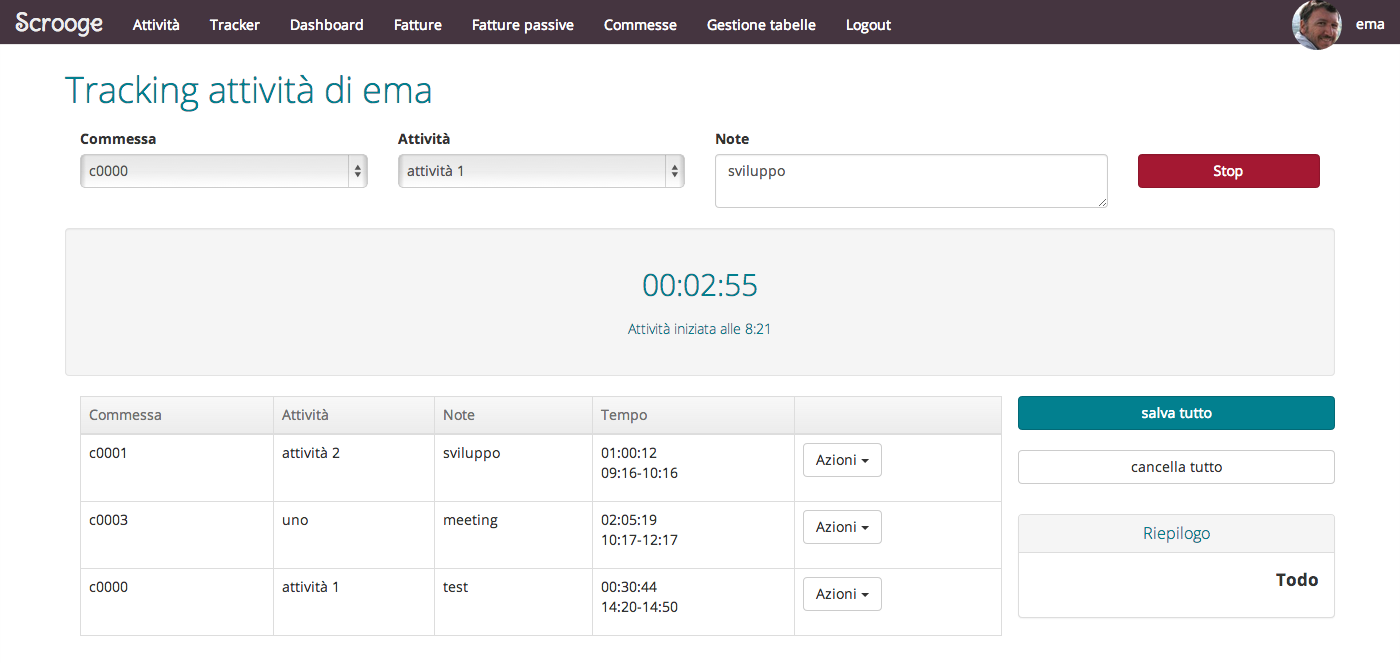 Scrooge Attività Tracker Dashboard Fatture Fatture passive Commesse Gestione tabelle Logout ema
Tracking attività di ema
Commessa Attività Note
c0000 attività 1 sviluppo Stop
00:02:55
Attività iniziata alle 8:21
Commessa Attività Note Tempo
c0001 attività 2 sviluppo 01:00:12 Azioni
09:16-10:16
c0003 uno meeting 02:05:19 Azioni
10:17-12:17
c0000 attività 1 test 00:30:44 Azioni
14:20-14:50
salva tutto
cancella tutto
Riepilogo
Todo